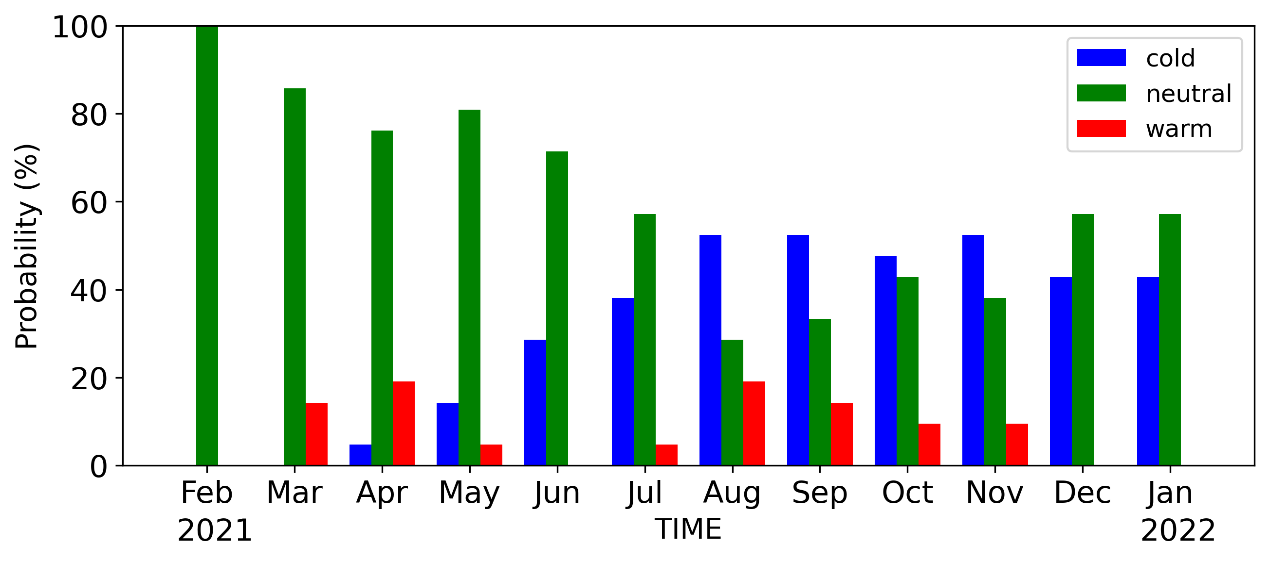 100
80
60
40
20
0
Probability (%)
cold
neutral
warm
Feb Mar Apr May Jun Jul Aug Sep Oct Nov Dec Jan
2021 TIME 2022